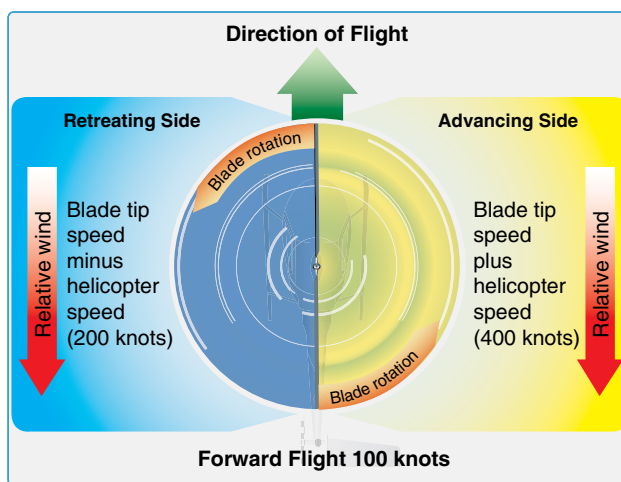 Direction of Flight
Retreating Side
Advancing Side
Blade rotation
Relative wind
Blade tip
speed
minus
helicopter
speed
(200 knots)
Blade tip
speed
plus
helicopter
speed
(400 knots)
Relative wind
Blade rotation
Forward Flight 100 knots